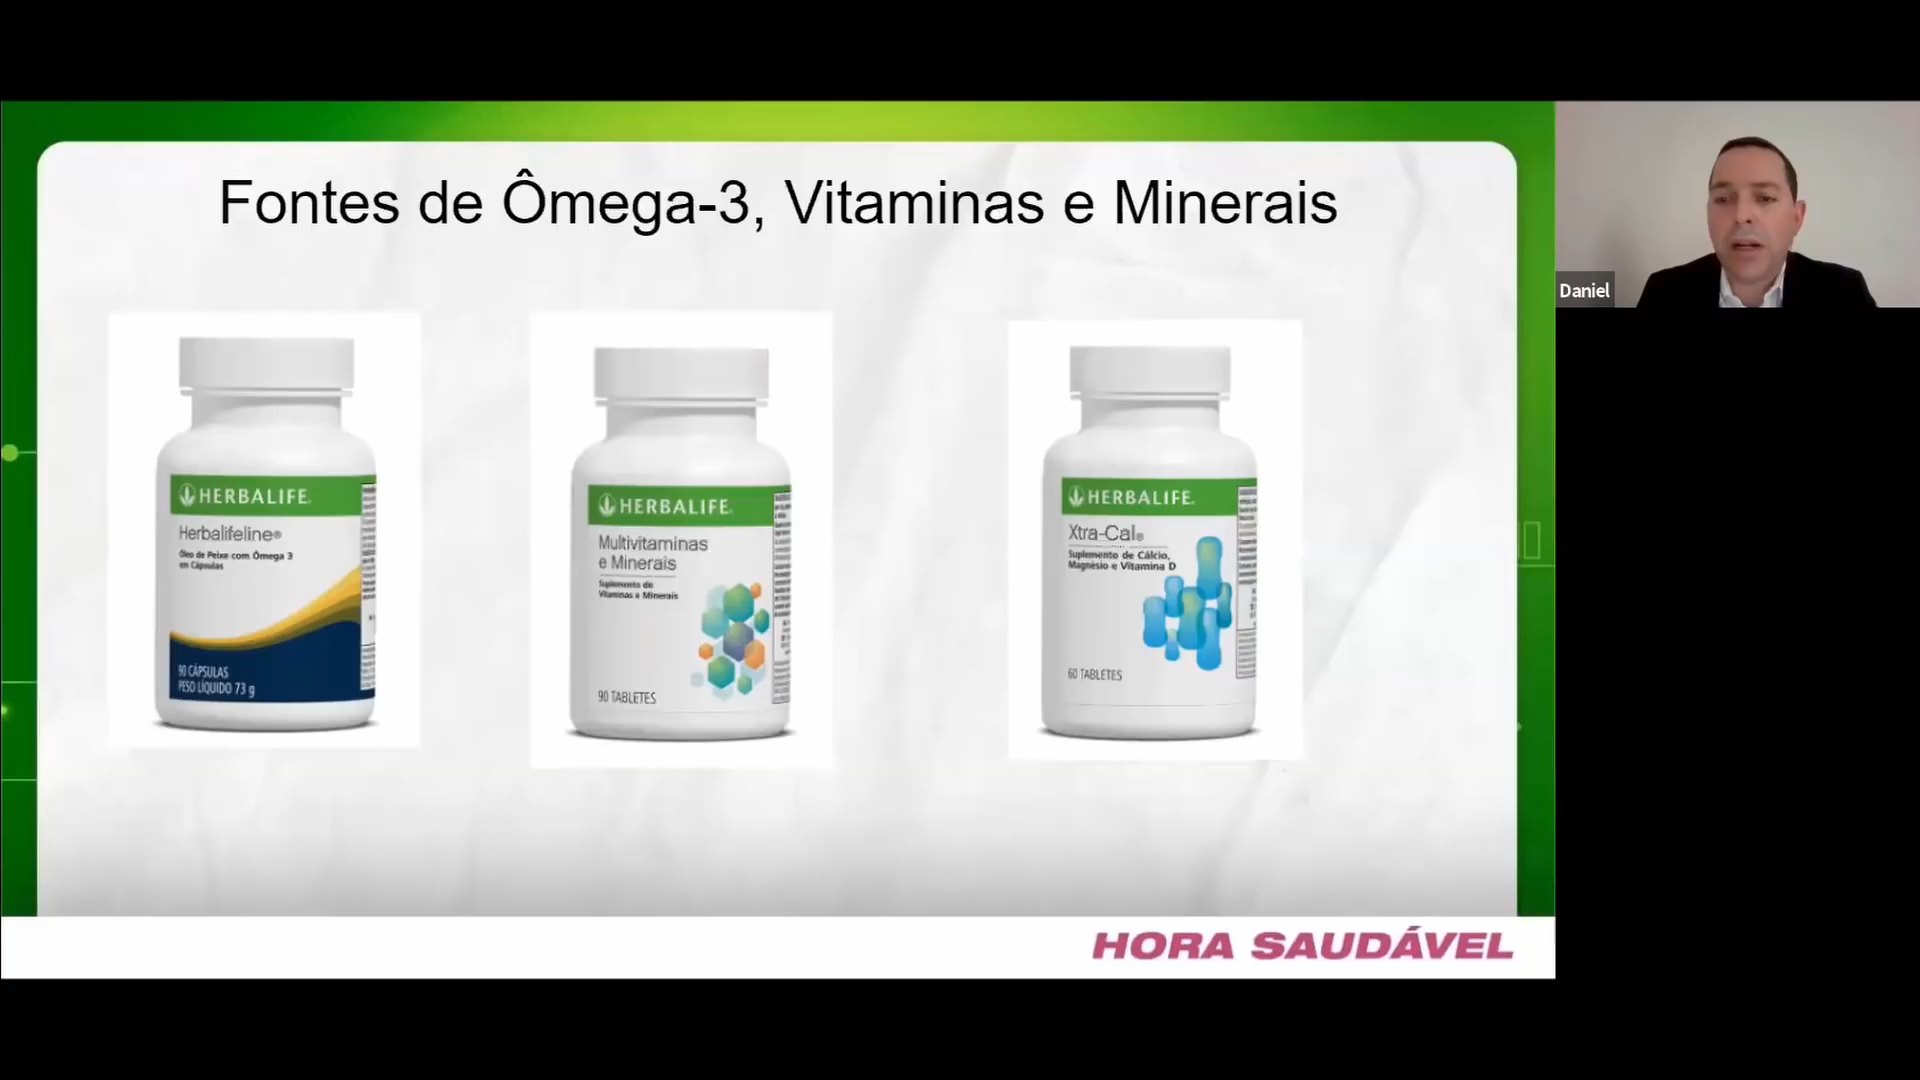 Fontes de Ômega-3, Vitaminas e Minerais
Daniel
HERBALIFE.
Herbalifeline®
Óleo de Peixe com Ômega 3
em Cápsulas
90 CÁPSULAS
PESO LÍQUIDO 73 g
HERBALIFE.
Multivitaminas
e Minerais
Suplemento de
Vitaminas e Minerais
90 TABLETES
HERBALIFE.
Xtra-Cal®
Suplemento de Cálcio,
Magnésio e Vitamina D
60 TABLETES
HORA SAUDÁVEL